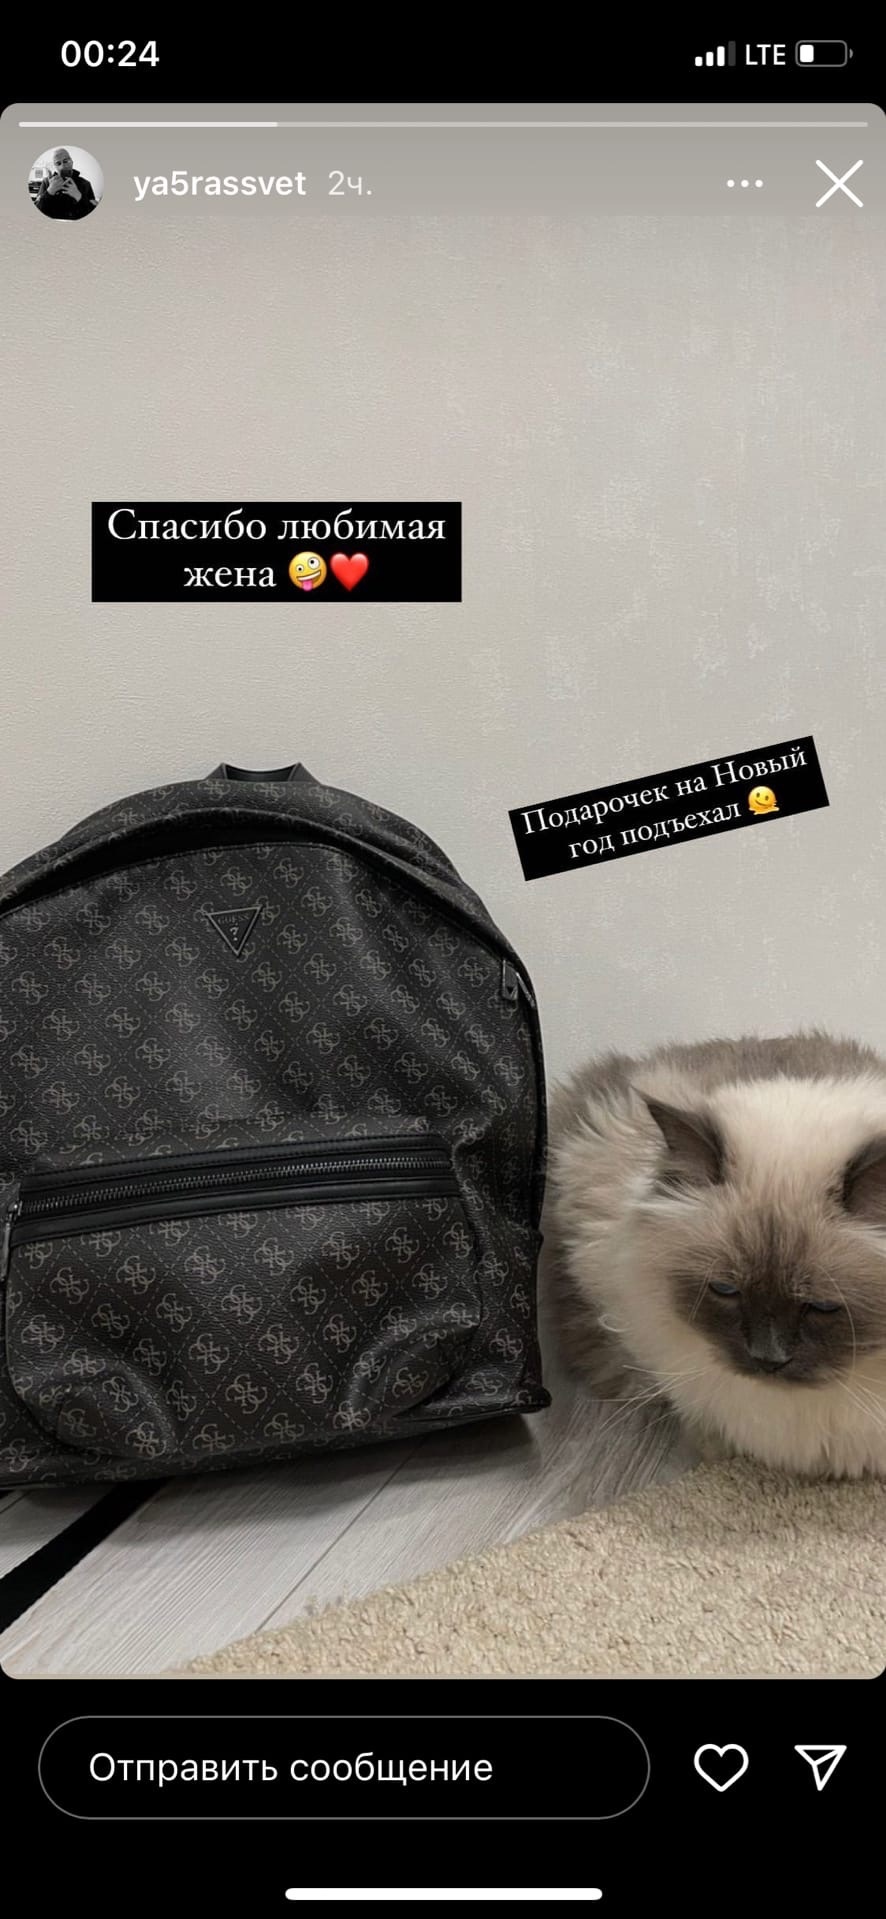 00:24
LTE
ya5rassvet 2ч.
Спасибо любимая
жена 🤪❤️
Подарочек на Новый
год подъехал 🫠
GUESS
?
Отправить сообщение